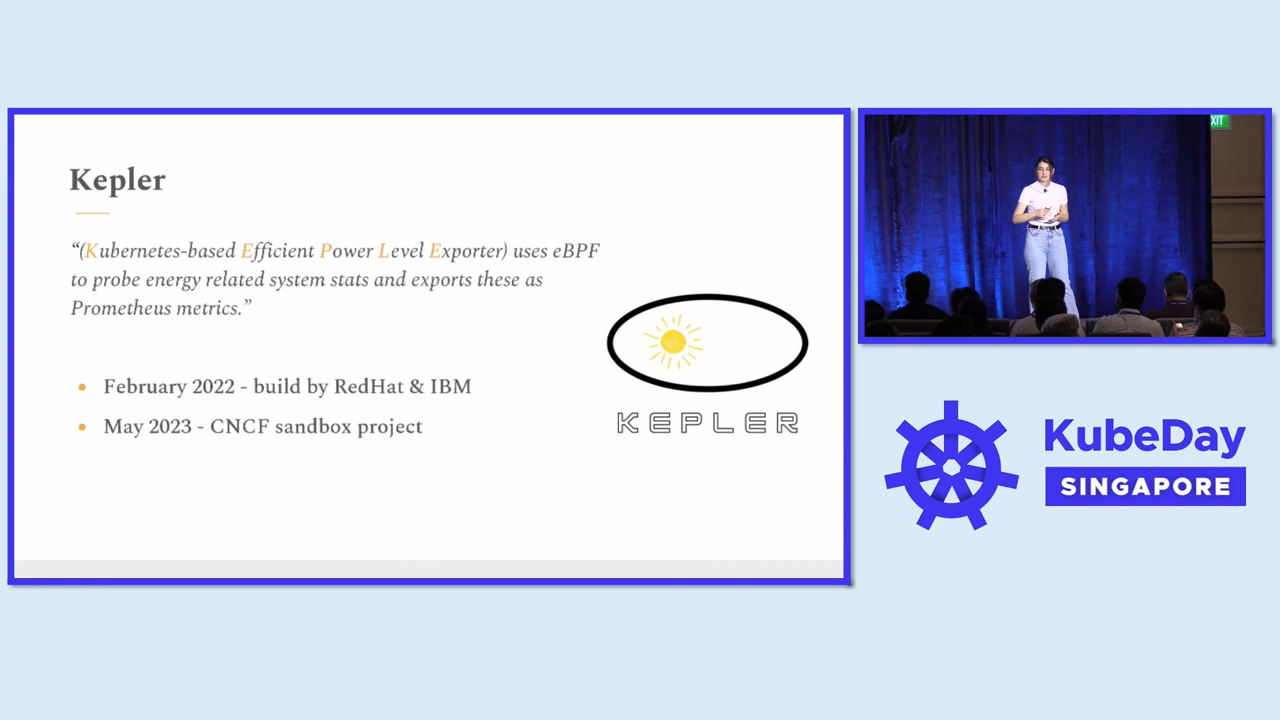 Kepler
“(Kubernetes-based Efficient Power Level Exporter) uses eBPF
to probe energy related system stats and exports these as
Prometheus metrics.”
• February 2022 - build by RedHat & IBM
• May 2023 - CNCF sandbox project
KEPLER
XIT
KubeDay
SINGAPORE